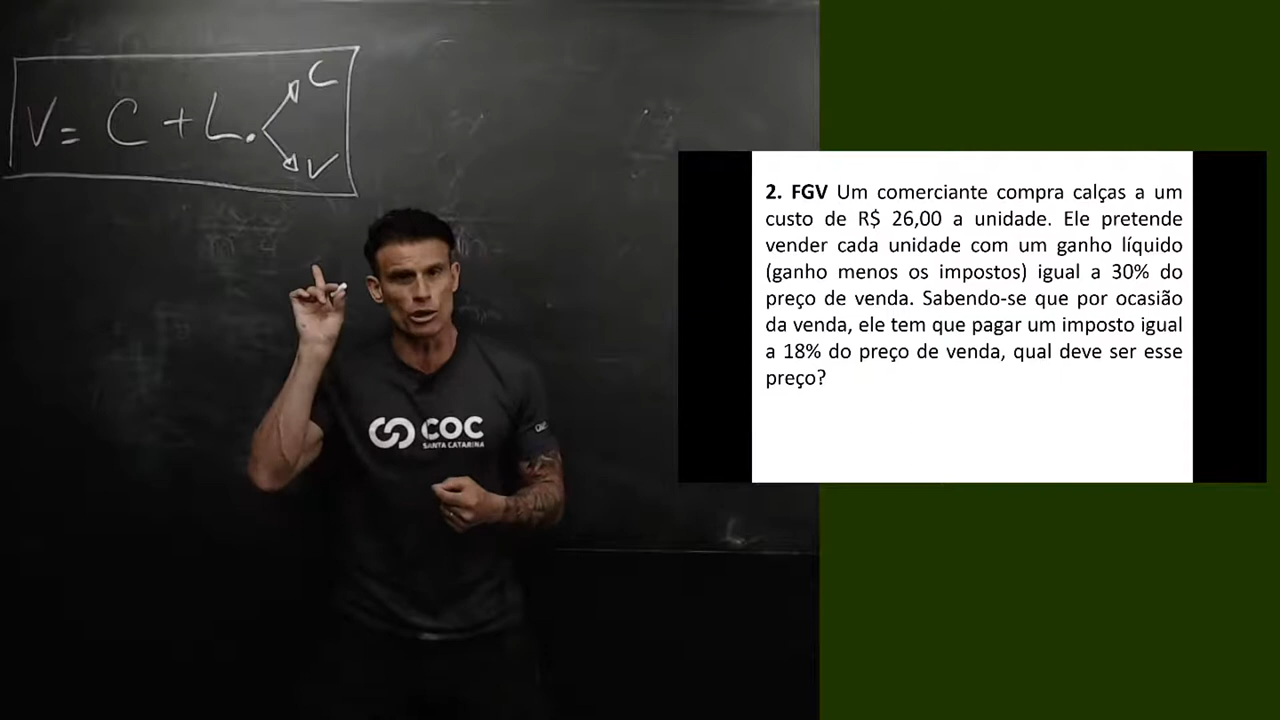 V = C + L.
C
V
COC
SANTA CATARINA
2. FGV Um comerciante compra calças a um
custo de R$ 26,00 a unidade. Ele pretende
vender cada unidade com um ganho líquido
(ganho menos os impostos) igual a 30% do
preço de venda. Sabendo-se que por ocasião
da venda, ele tem que pagar um imposto igual
a 18% do preço de venda, qual deve ser esse
preço?